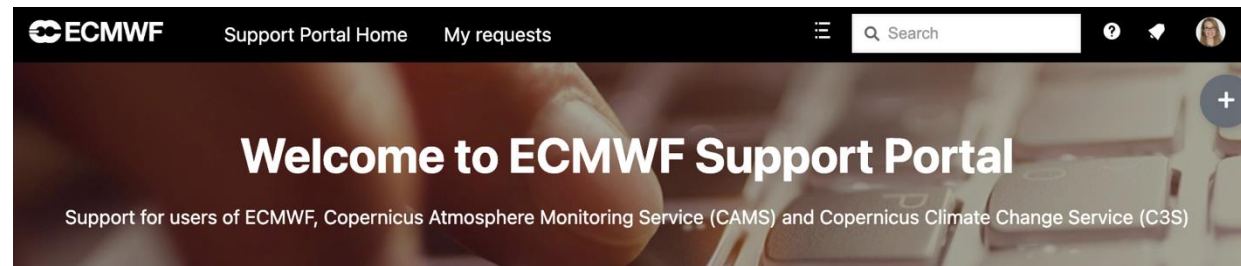 ECMWF Support Portal Home My requests Search
Welcome to ECMWF Support Portal
Support for users of ECMWF, Copernicus Atmosphere Monitoring Service (CAMS) and Copernicus Climate Change Service (C3S)